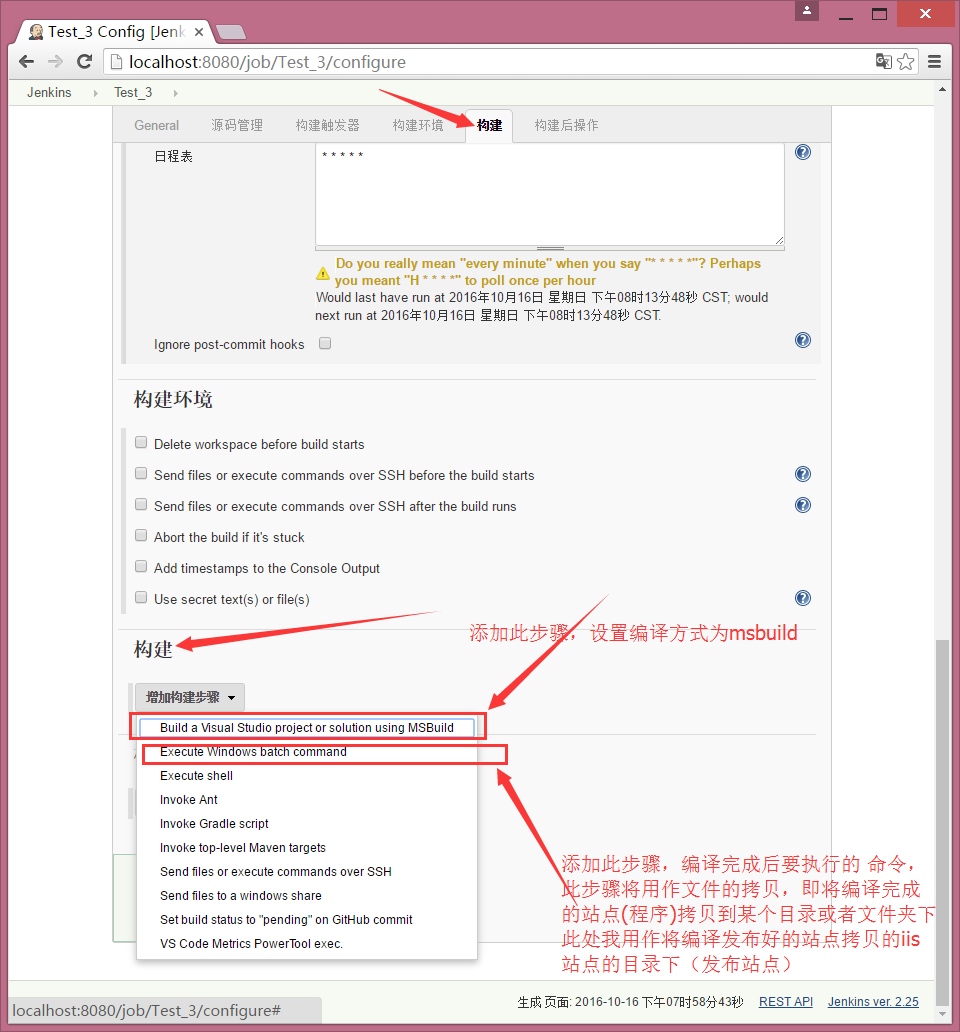 Test_3 Config [Jenk
localhost:8080/job/Test_3/configure
Jenkins
Test_3
General
源码管理
构建触发器
构建环境
构建
构建后操作
日程表
* * * * *
Do you really mean "every minute" when you say "* * * * *"? Perhaps
you meant "H * * * *" to poll once per hour
Would last have run at 2016年10月16日 星期日 下午08时13分48秒 CST; would
next run at 2016年10月16日 星期日 下午08时13分48秒 CST.
Ignore post-commit hooks
构建环境
Delete workspace before build starts
Send files or execute commands over SSH before the build starts
Send files or execute commands over SSH after the build runs
Abort the build if it's stuck
Add timestamps to the Console Output
Use secret text(s) or file(s)
添加此步骤，设置编译方式为msbuild
构建
增加构建步骤
Build a Visual Studio project or solution using MSBuild
Execute Windows batch command
Execute shell
Invoke Ant
Invoke Gradle script
Invoke top-level Maven targets
Send files or execute commands over SSH
Send files to a windows share
Set build status to "pending" on GitHub commit
VS Code Metrics PowerTool exec.
添加此步骤，编译完成后要执行的 命令，
此步骤将用作文件的拷贝，即将编译完成
的站点(程序)拷贝到某个目录或者文件夹下
此处我用作将编译发布好的站点拷贝的iis
站点的目录下（发布站点）
生成 页面: 2016-10-16 下午07时58分43秒
REST API
Jenkins ver. 2.25
localhost:8080/job/Test_3/configure#